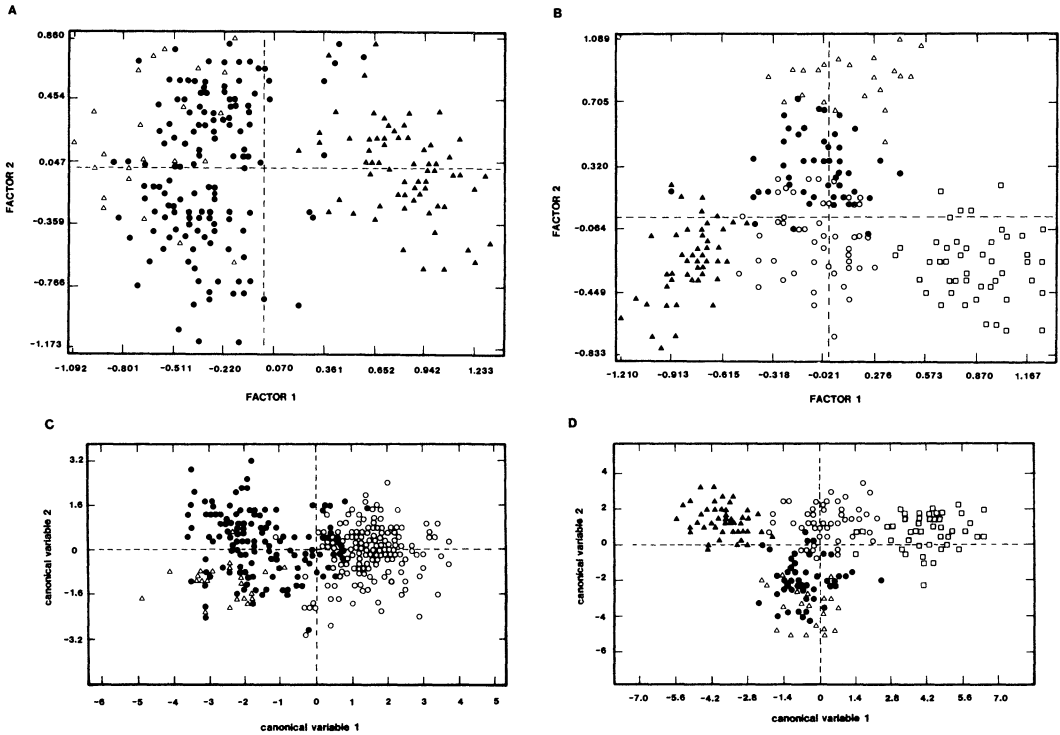 A
0.860
0.454
0.047
-0.359
-0.766
-1.173
FACTOR 2
-1.092 -0.801 -0.511 -0.220 0.070 0.361 0.652 0.942 1.233
FACTOR 1
B
1.089
0.705
0.320
-0.064
-0.449
-0.833
FACTOR 2
-1.210 -0.913 -0.615 -0.318 -0.021 0.276 0.573 0.870 1.167
FACTOR 1
C
3.2
1.6
0
-1.6
-3.2
canonical variable 2
-6 -5 -4 -3 -2 -1 0 1 2 3 4 5
canonical variable 1
D
4
2
0
-2
-4
-6
canonical variable 2
-7.0 -5.6 -4.2 -2.8 -1.4 0 1.4 2.8 4.2 5.6 7.0
canonical variable 1